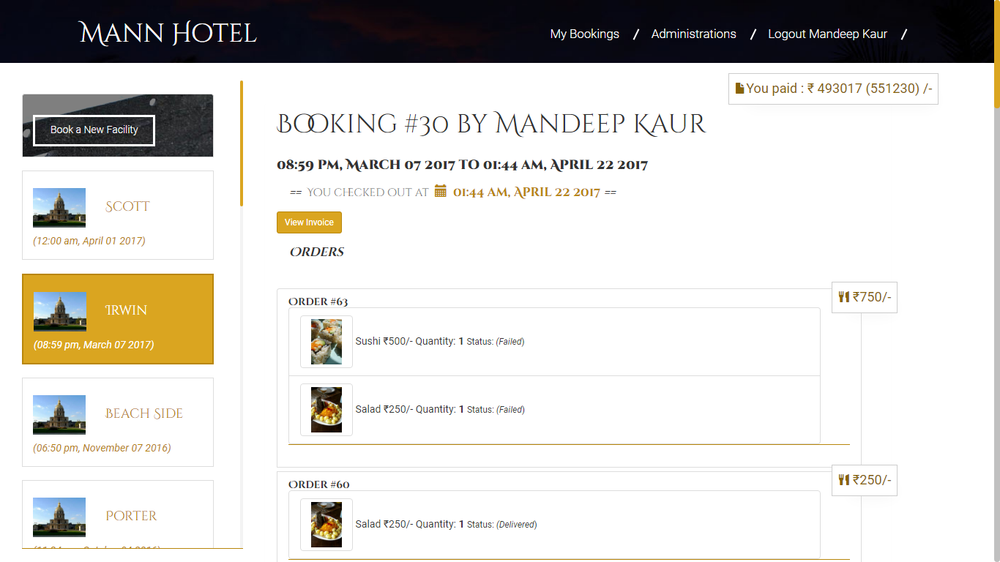 Mann Hotel
My Bookings / Administrations / Logout Mandeep Kaur /
Book a New Facility
Scott
(12:00 am, April 01 2017)
Irwin
(08:59 pm, March 07 2017)
Beach Side
(06:50 pm, November 07 2016)
Porter
You paid : ₹ 493017 (551230) /-
Booking #30 by Mandeep Kaur
08:59 pm, March 07 2017 to 01:44 am, April 22 2017
== You checked out at 01:44 am, April 22 2017 ==
View Invoice
Orders
Order #63
₹750/-
Sushi ₹500/- Quantity: 1 Status: (Failed)
Salad ₹250/- Quantity: 1 Status: (Failed)
Order #60
₹250/-
Salad ₹250/- Quantity: 1 Status: (Delivered)